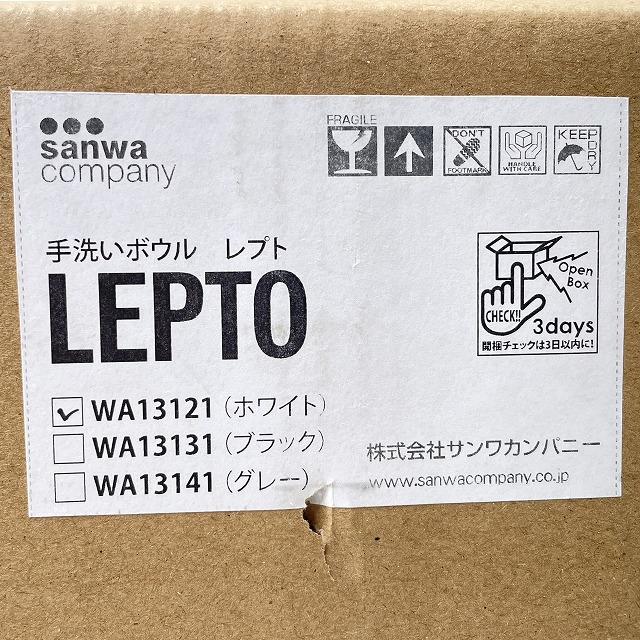 sanwa
company
FRAGILE
DON'T
FOOTMARK
HANDLE
WITH CARE
KEEP
DRY
手洗いボウル レプト
LEPTO
Open
Box
CHECK!!
3days
開梱チェックは3日以内に!
WA13121(ホワイト)
WA13131(ブラック)
WA13141(グレー)
株式会社サンワカンパニー
www.sanwacompany.co.jp